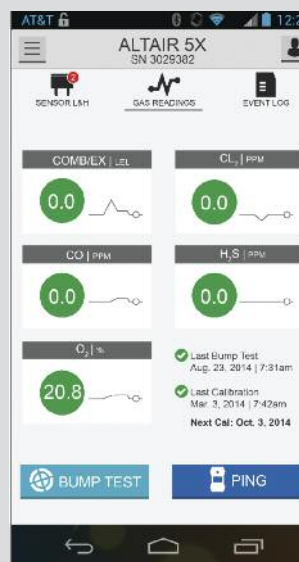 AT&T
ALTAIR 5X
SN 3029382
2
SENSOR L&H
GAS READINGS
EVENT LOG
COMB/EX | LEL
CL₂ | PPM
0.0
0.0
CO | PPM
H₂S | PPM
0.0
0.0
O₂ | %
20.8
Last Bump Test
Aug. 23, 2014 | 7:31am
Last Calibration
Mar. 3, 2014 | 7:42am
Next Cal: Oct. 3, 2014
BUMP TEST
PING